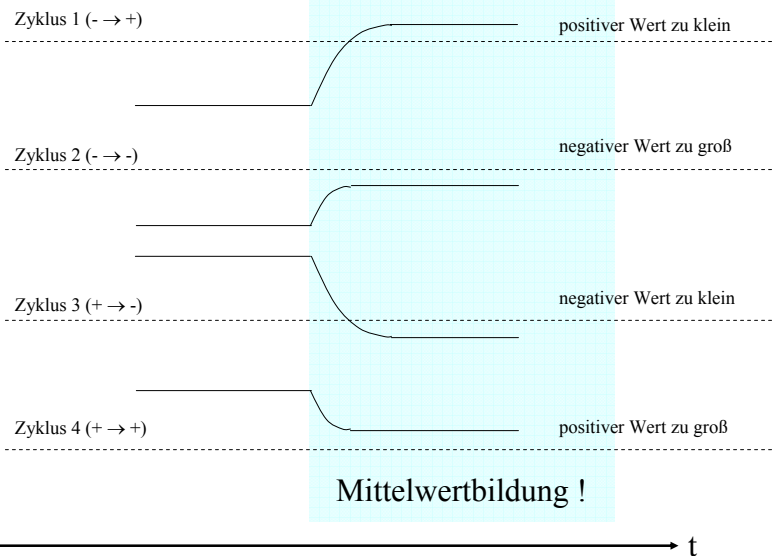 Zyklus 1 (- → +)
positiver Wert zu klein
Zyklus 2 (- → -)
negativer Wert zu groß
Zyklus 3 (+ → -)
negativer Wert zu klein
Zyklus 4 (+ → +)
positiver Wert zu groß
Mittelwertbildung !
t